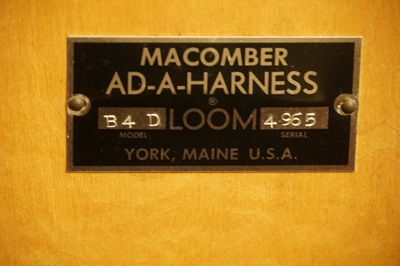 MACOMBER
AD-A-HARNESS
®
B4 D LOOM 4965
MODEL SERIAL
YORK, MAINE U.S.A.